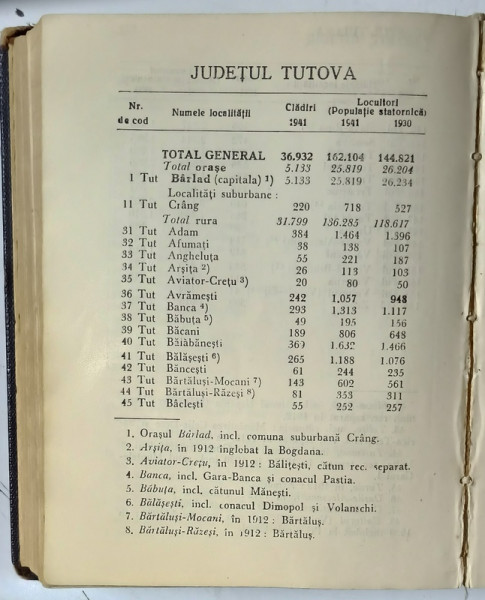 JUDEȚUL TUTOVA
Nr. de cod Numele localității Clădiri 1941 Locuitori (Populație statornică) 1941 1930
TOTAL GENERAL 36.932 162.104 144.821
Total orașe 5.133 25.819 26.204
1 Tut Bârlad (capitala) ¹) 5.133 25.819 26.234
Localități suburbane :
11 Tut Crâng 220 718 527
Total rura 31.799 136.285 118.617
31 Tut Adam 384 1.464 1.396
32 Tut Afumați 38 138 107
33 Tut Angheluța 55 221 187
34 Tut Arșița ²) 26 113 103
35 Tut Aviator-Crețu ³) 20 80 50
36 Tut Avrămești 242 1,057 948
37 Tut Banca ⁴) 293 1,313 1.117
38 Tut Băbuța ⁵) 49 195 156
39 Tut Băcani 189 806 648
40 Tut Băiăbănești 369 1.632 1.466
41 Tut Bălășești ⁶) 265 1.188 1.076
42 Tut Băncești 61 244 235
43 Tut Bărtăluși-Mocani ⁷) 143 602 561
44 Tut Bărtăluși-Răzeși ⁸) 81 353 311
45 Tut Bâclești 55 252 257
1. Orașul Bârlad, incl. comuna suburbană Crâng.
2. Arșița, în 1912 înglobat la Bogdana.
3. Aviator-Crețu, în 1912 : Bălițești, cătun rec. separat.
4. Banca, incl. Gara-Banca și conacul Pastia.
5. Băbuța, incl, cătunul Mănești.
6. Bălășești, incl. conacul Dimopol și Volanschi.
7. Bărtăluși-Mocani, în 1912 : Bărtăluș.
8. Bărtăluși-Răzeși, în 1912 : Bărtăluș.